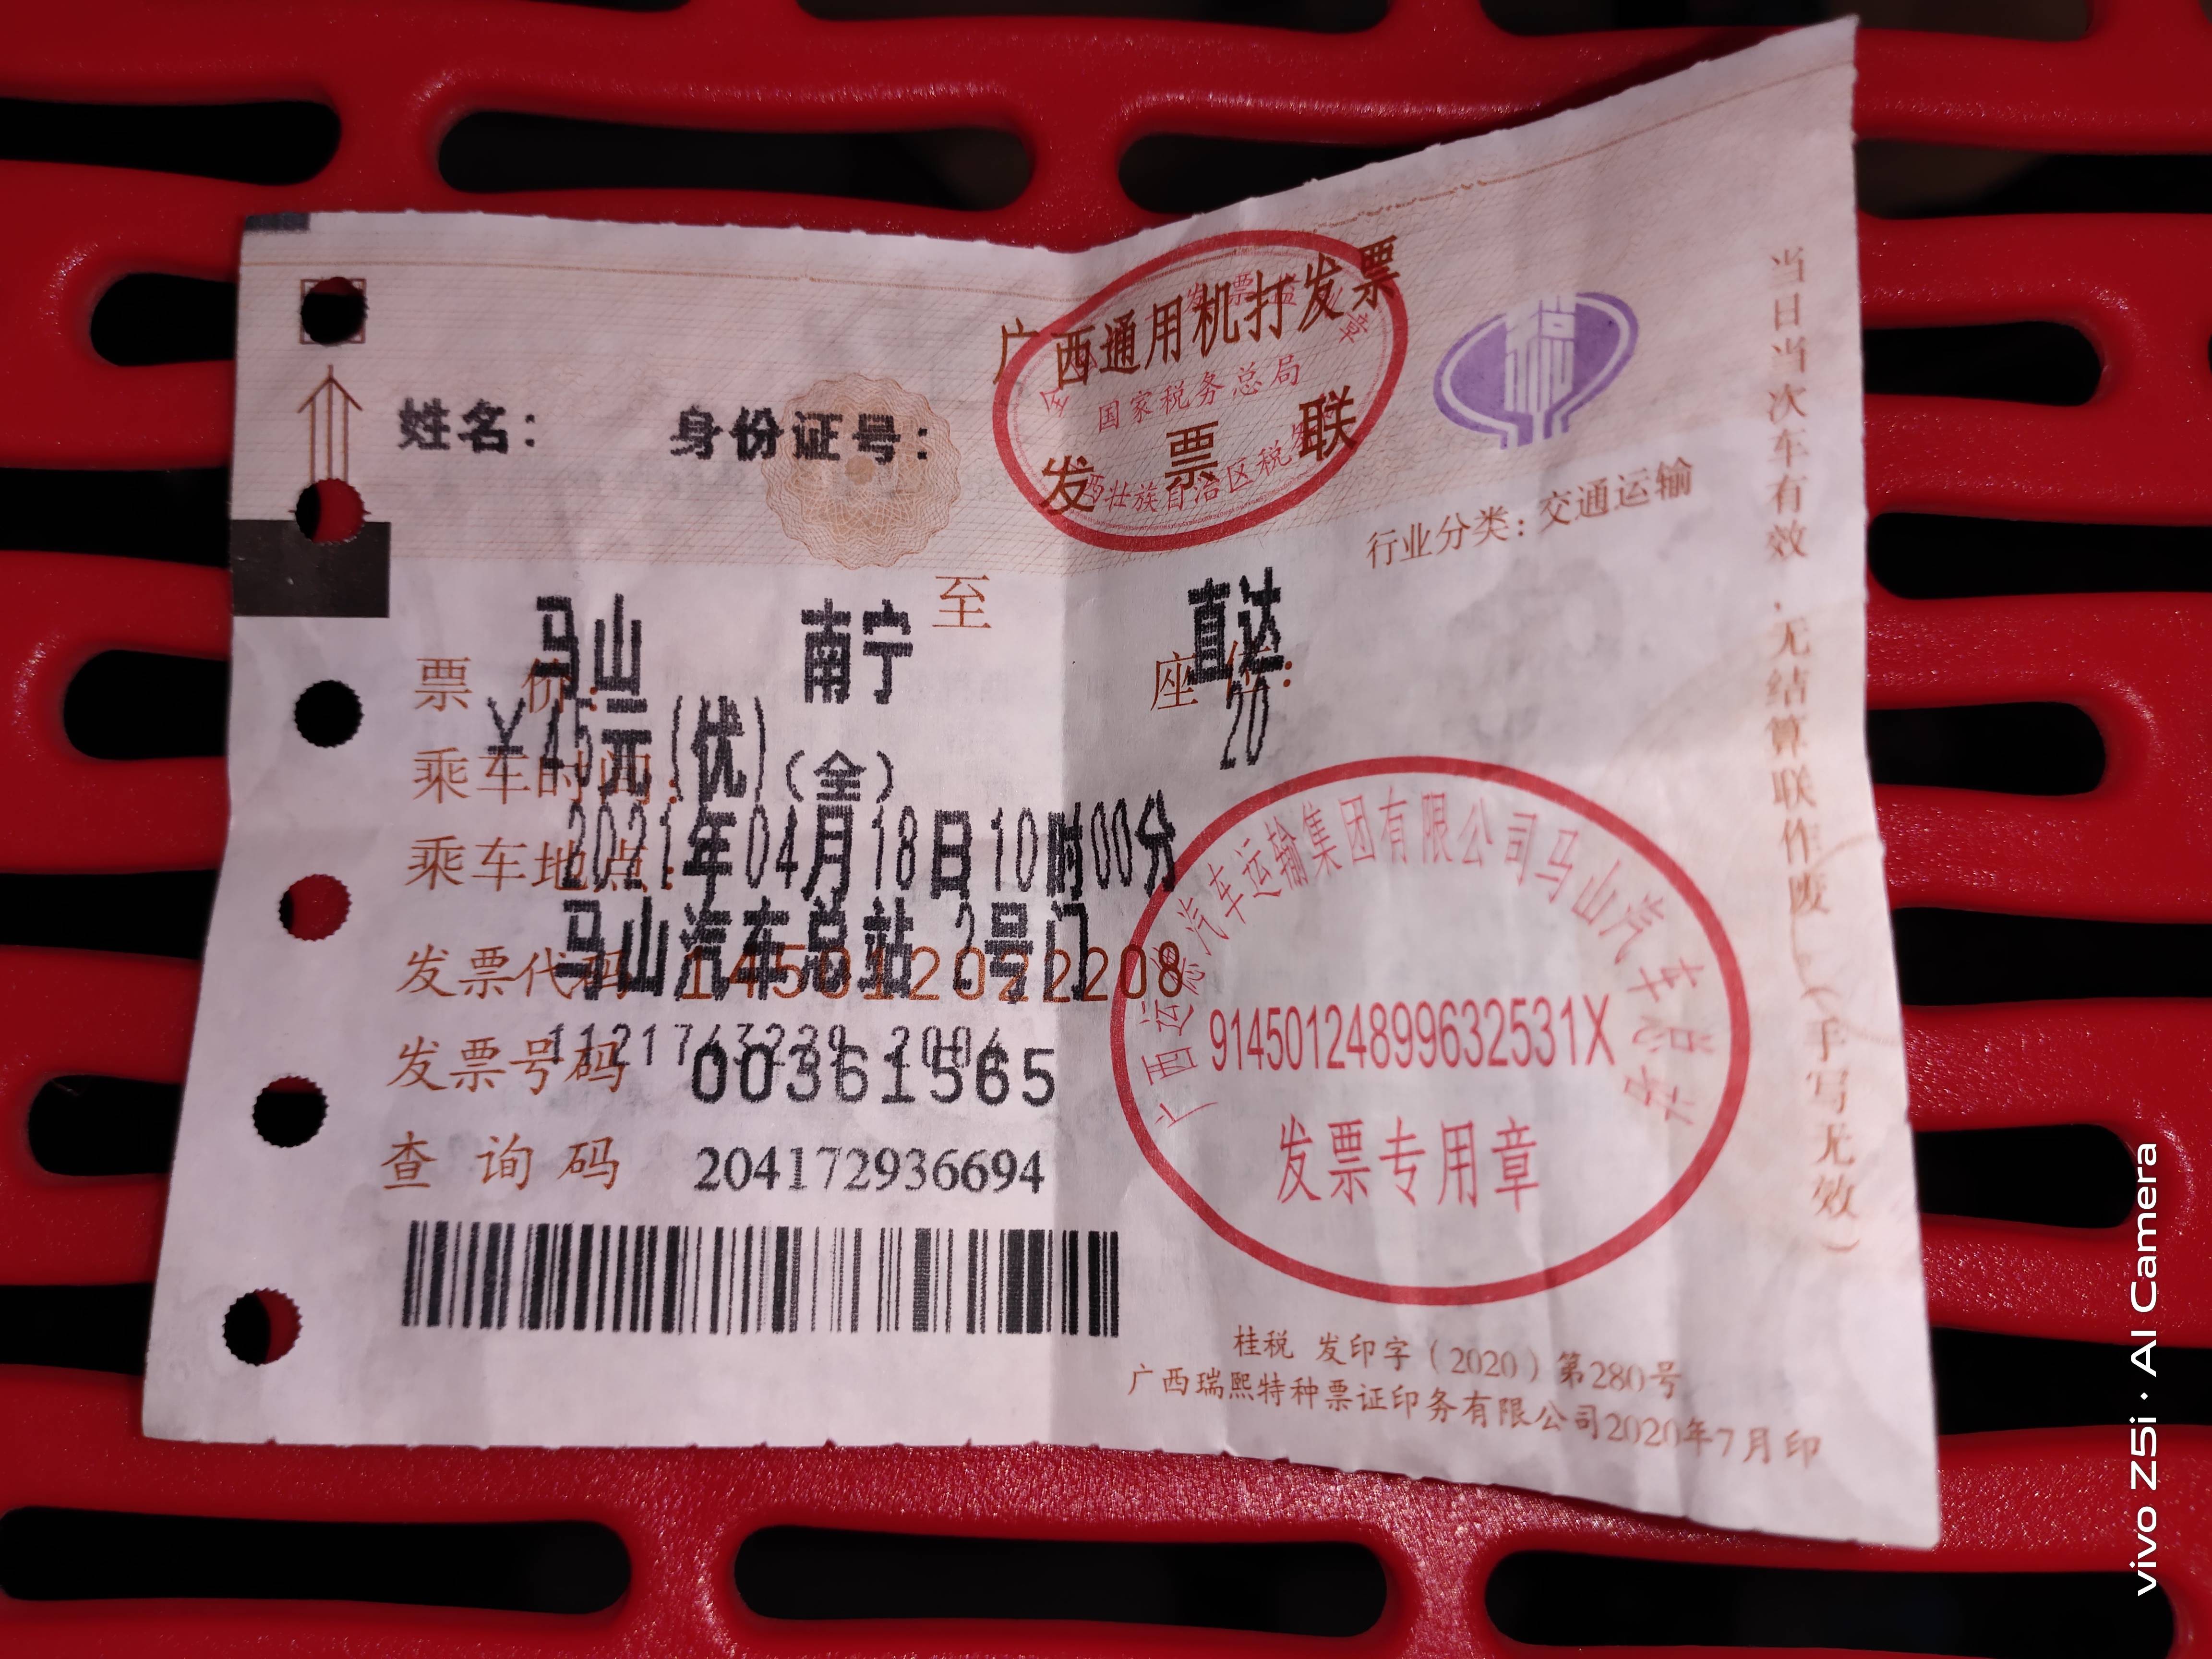 广西通用机打发票
国家税务总局
发票联
西壮族自治区税
姓名: 身份证号:
行业分类:交通运输
马山 至 南宁 直达
票价: ¥45元(优)(全) 座位: 20
乘车时间: 2021年04月18日10时00分
乘车地点: 马山汽车总站 2号门
发票代码 145012022208
发票号码 00361565
查询码 204172936694
广西运德汽车运输集团有限公司马山汽车总站
91450124899632531X
发票专用章
桂税 发印字(2020)第280号
广西瑞熙特种票证印务有限公司2020年7月印
当日当次车有效,无结算联作废。(手写无效)
vivo Z5i · AI Camera